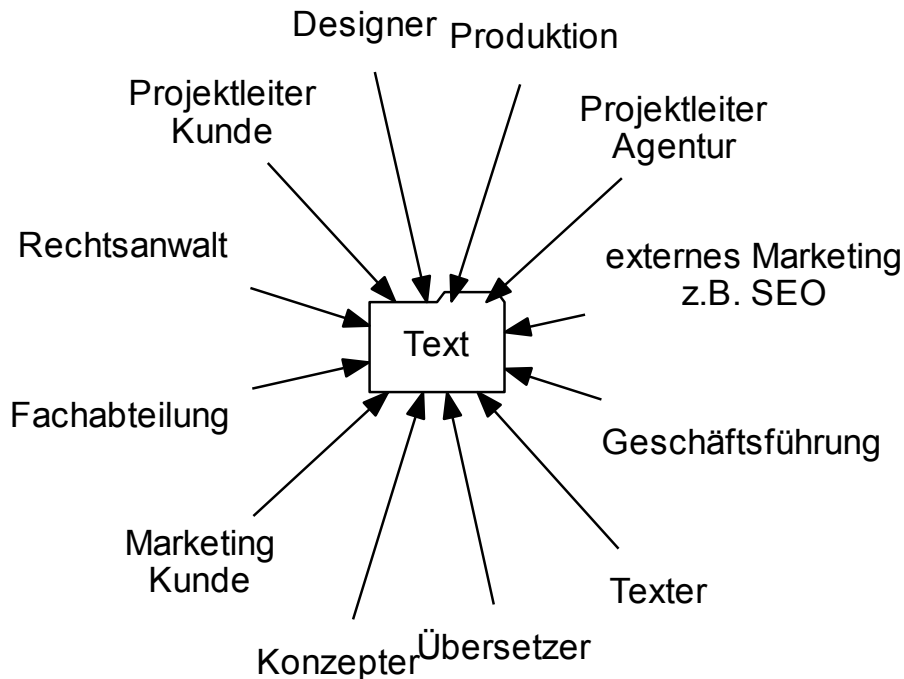 Designer
Produktion
Projektleiter
Kunde
Projektleiter
Agentur
Rechtsanwalt
externes Marketing
z.B. SEO
Text
Fachabteilung
Geschäftsführung
Marketing
Kunde
Texter
Konzepter
Übersetzer